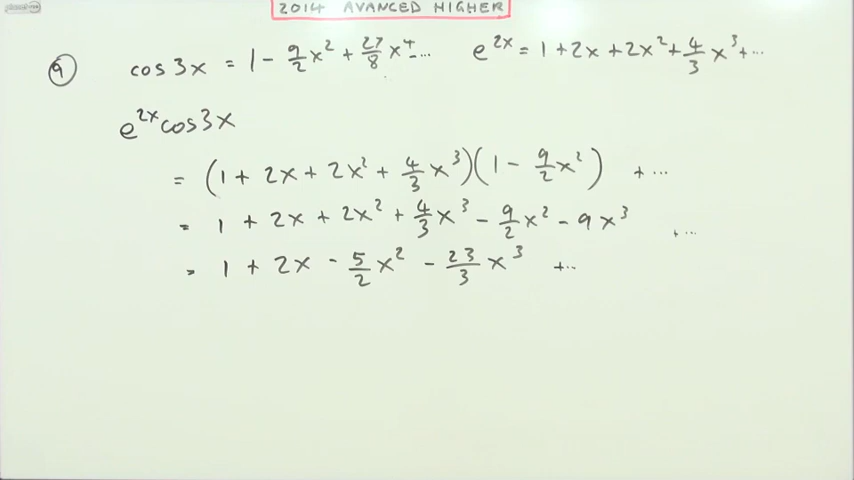 2014 AVANCED HIGHER
9 cos 3x = 1 - 9/2 x² + 27/8 x⁴ - ... e^2x = 1 + 2x + 2x² + 4/3 x³ + ...
e^2x cos 3x
= (1 + 2x + 2x² + 4/3 x³)(1 - 9/2 x²) + ...
= 1 + 2x + 2x² + 4/3 x³ - 9/2 x² - 9x³ + ...
= 1 + 2x - 5/2 x² - 23/3 x³ + ...